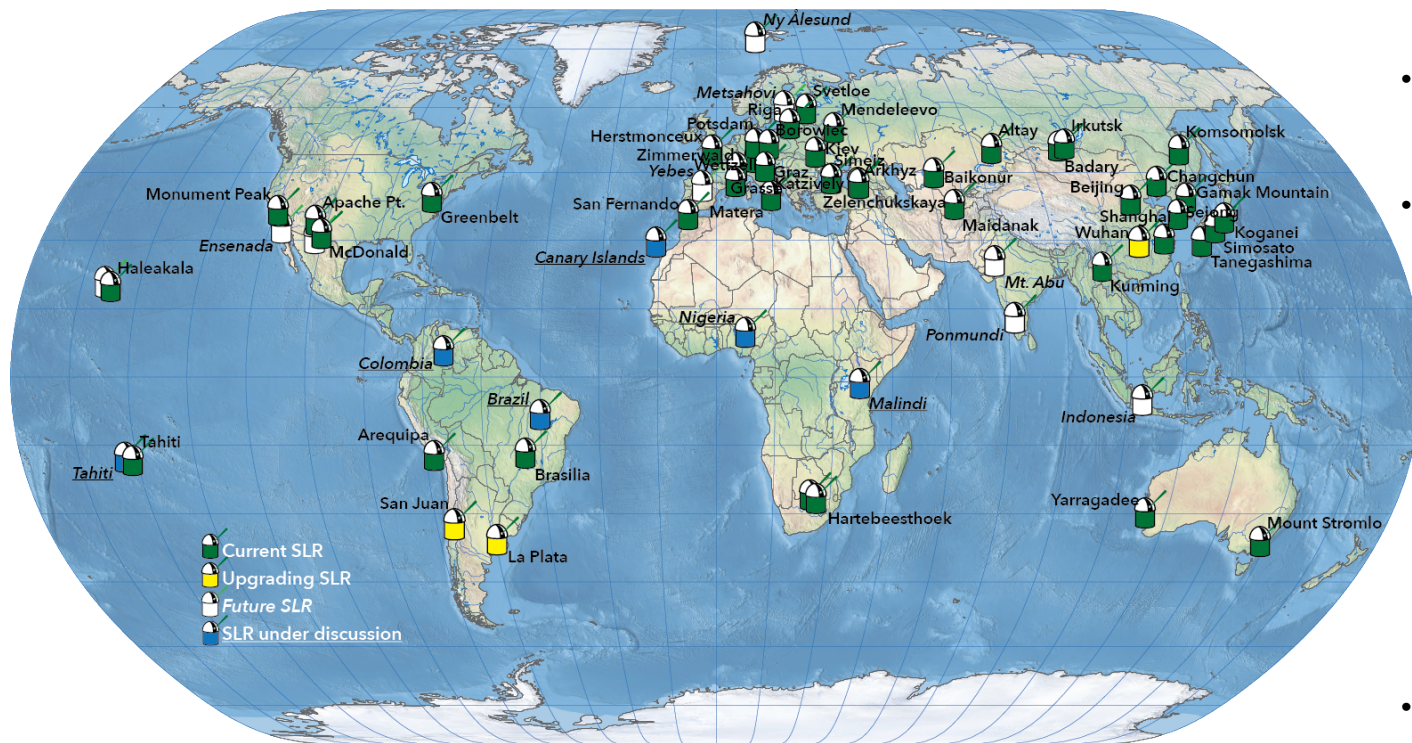 Ny Ålesund
Metsahovi
Svetloe
Riga
Mendeleevo
Potsdam
Borowiec
Herstmonceux
Kiev
Zimmerwald
Wettzell
Simeiz
Yebes
Graz
Arkhyz
Grasse
Katzively
Baikonur
San Fernando
Matera
Zelenchukskaya
Maidanak
Altay
Irkutsk
Badary
Komsomolsk
Changchun
Beijing
Gamak Mountain
Shanghai
Sejong
Wuhan
Koganei
Simosato
Tanegashima
Kunming
Mt. Abu
Ponmundi
Monument Peak
Apache Pt.
Greenbelt
Ensenada
McDonald
Haleakala
Canary Islands
Nigeria
Colombia
Malindi
Brazil
Indonesia
Arequipa
Tahiti
Tahiti
Brasilia
San Juan
La Plata
Hartebeesthoek
Yarragadee
Mount Stromlo
Current SLR
Upgrading SLR
Future SLR
SLR under discussion